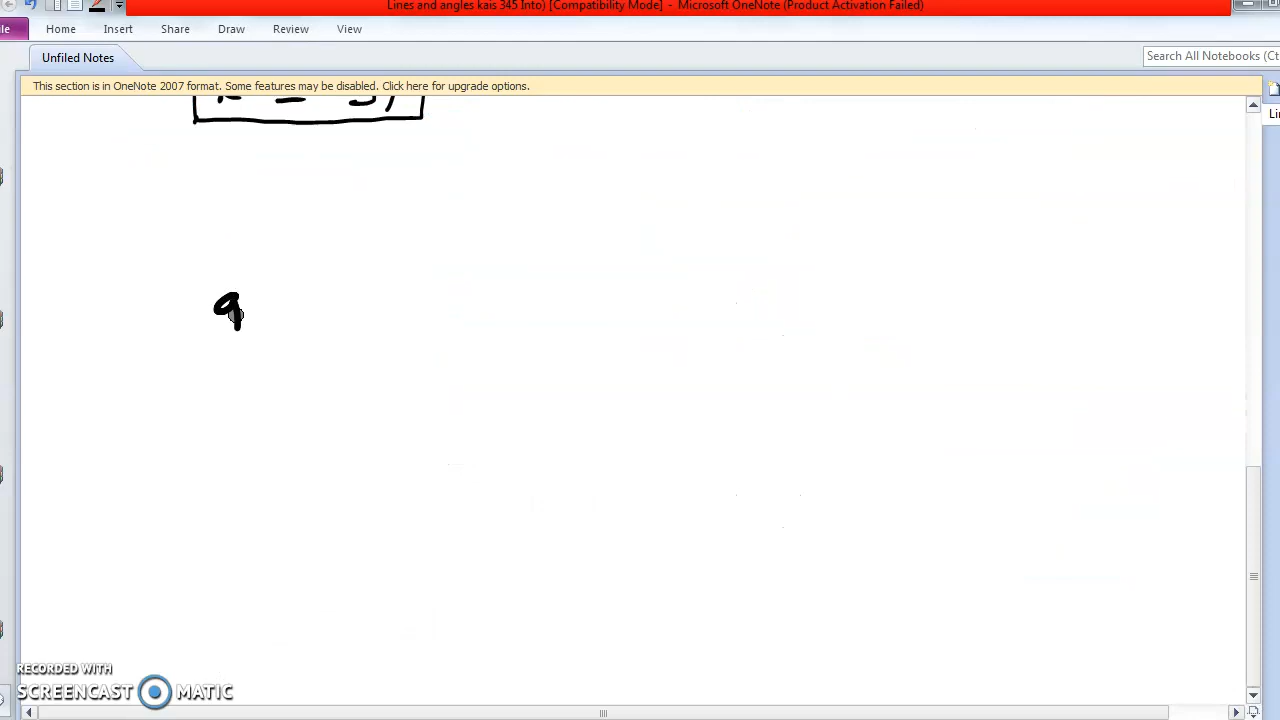 Lines and angles kais 345 Into) [Compatibility Mode] - Microsoft OneNote (Product Activation Failed)
Home Insert Share Draw Review View
Unfiled Notes
Search All Notebooks (Ct
This section is in OneNote 2007 format. Some features may be disabled. Click here for upgrade options.
9
RECORDED WITH
SCREENCAST MATIC